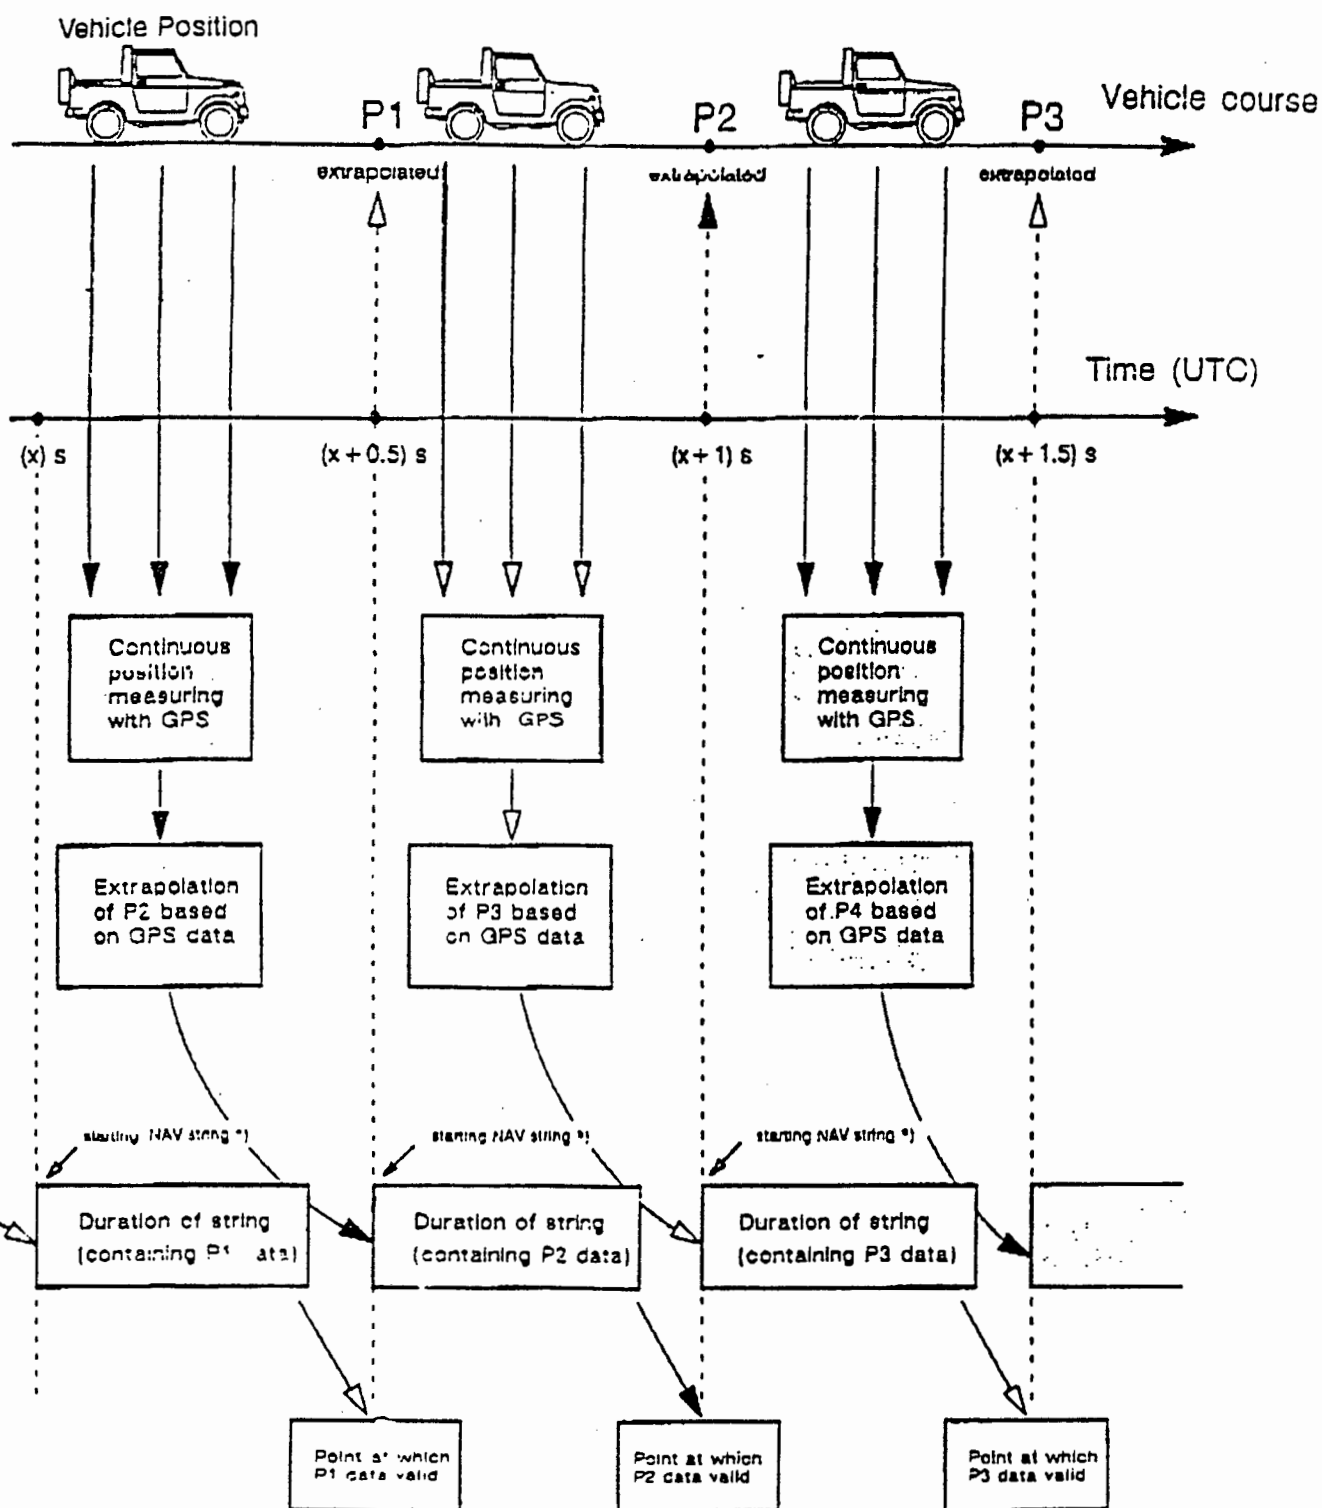 Vehicle Position
Vehicle course
P1
P2
P3
extrapolated
extrapolated
extrapolated
Time (UTC)
(x) s
(x + 0.5) s
(x + 1) s
(x + 1.5) s
Continuous
position
measuring
with GPS
Continuous
position
measuring
with GPS
Continuous
position
measuring
with GPS
Extrapolation
of P2 based
on GPS data
Extrapolation
of P3 based
on GPS data
Extrapolation
of P4 based
on GPS data
starting NAV string *)
starting NAV string *)
starting NAV string *)
Duration of string
(containing P1 data)
Duration of string
(containing P2 data)
Duration of string
(containing P3 data)
Point at which
P1 data valid
Point at which
P2 data valid
Point at which
P3 data valid